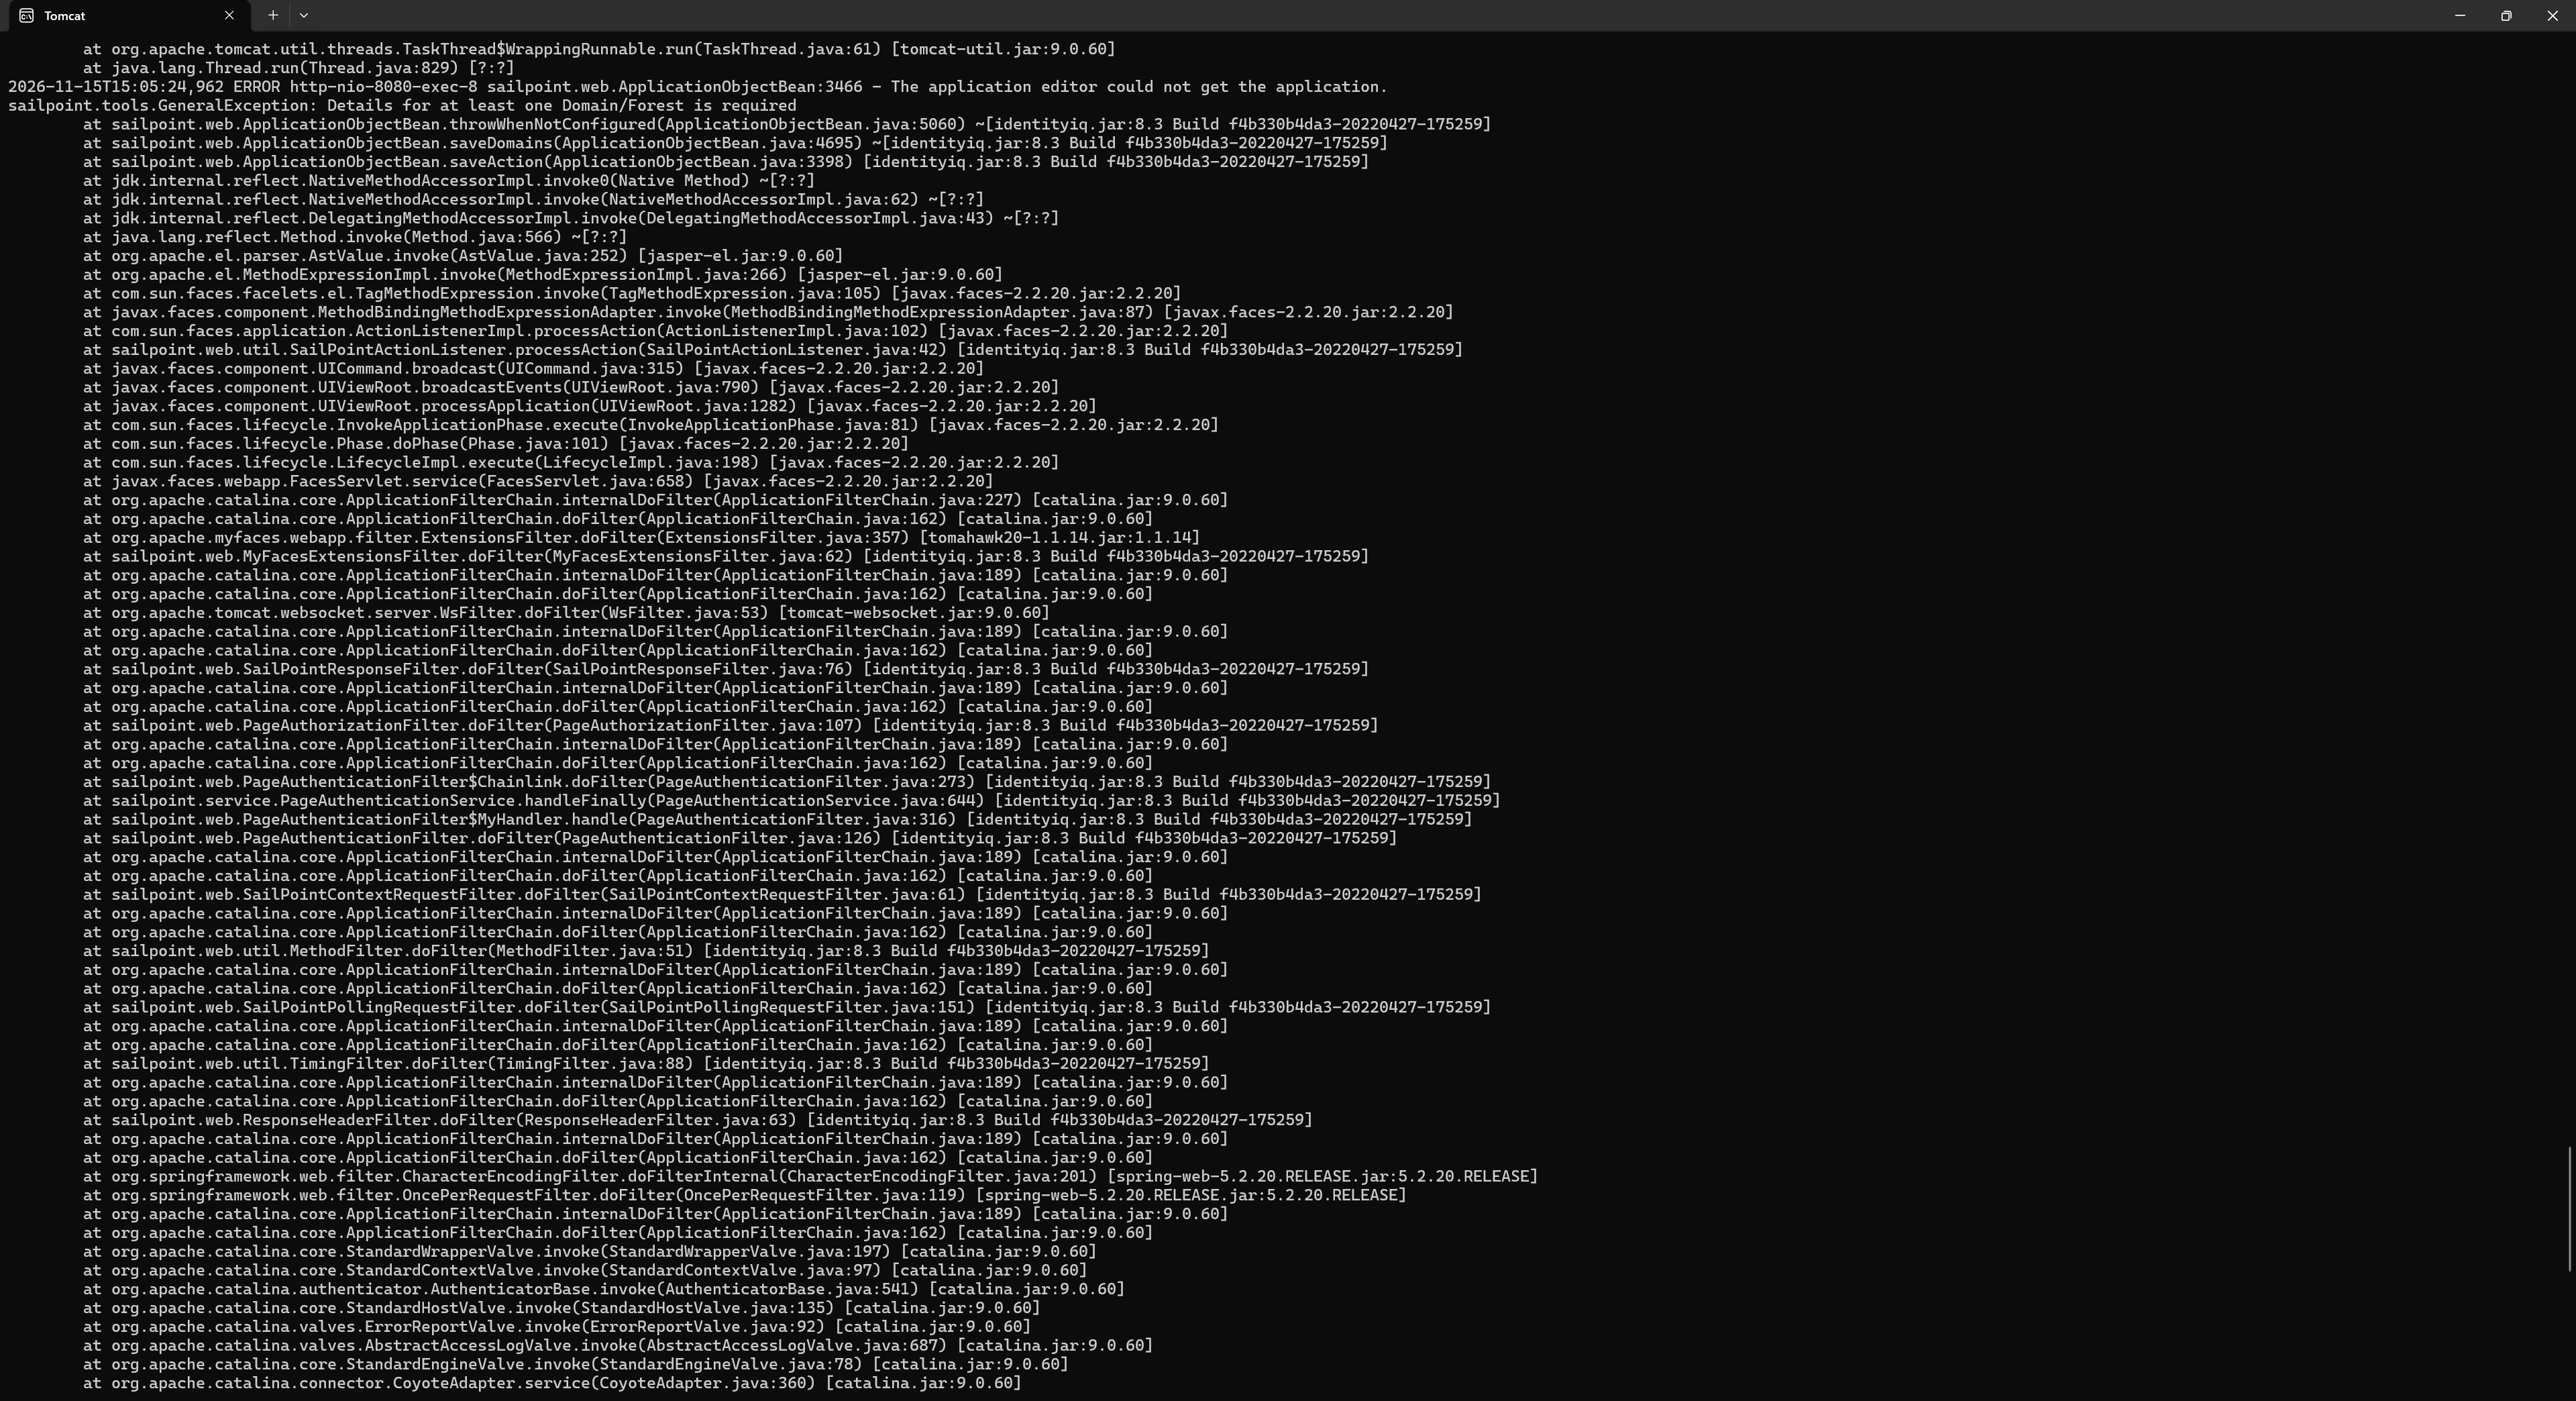 Tomcat
at org.apache.tomcat.util.threads.TaskThread$WrappingRunnable.run(TaskThread.java:61) [tomcat-util.jar:9.0.60]
at java.lang.Thread.run(Thread.java:829) [?:?]
2026-11-15T15:05:24,962 ERROR http-nio-8080-exec-8 sailpoint.web.ApplicationObjectBean:3466 - The application editor could not get the application.
sailpoint.tools.GeneralException: Details for at least one Domain/Forest is required
at sailpoint.web.ApplicationObjectBean.throwWhenNotConfigured(ApplicationObjectBean.java:5060) ~[identityiq.jar:8.3 Build f4b330b4da3-20220427-175259]
at sailpoint.web.ApplicationObjectBean.saveDomains(ApplicationObjectBean.java:4695) ~[identityiq.jar:8.3 Build f4b330b4da3-20220427-175259]
at sailpoint.web.ApplicationObjectBean.saveAction(ApplicationObjectBean.java:3398) [identityiq.jar:8.3 Build f4b330b4da3-20220427-175259]
at jdk.internal.reflect.NativeMethodAccessorImpl.invoke0(Native Method) ~[?:?]
at jdk.internal.reflect.NativeMethodAccessorImpl.invoke(NativeMethodAccessorImpl.java:62) ~[?:?]
at jdk.internal.reflect.DelegatingMethodAccessorImpl.invoke(DelegatingMethodAccessorImpl.java:43) ~[?:?]
at java.lang.reflect.Method.invoke(Method.java:566) ~[?:?]
at org.apache.el.parser.AstValue.invoke(AstValue.java:252) [jasper-el.jar:9.0.60]
at org.apache.el.MethodExpressionImpl.invoke(MethodExpressionImpl.java:266) [jasper-el.jar:9.0.60]
at com.sun.faces.facelets.el.TagMethodExpression.invoke(TagMethodExpression.java:105) [javax.faces-2.2.20.jar:2.2.20]
at javax.faces.component.MethodBindingMethodExpressionAdapter.invoke(MethodBindingMethodExpressionAdapter.java:87) [javax.faces-2.2.20.jar:2.2.20]
at com.sun.faces.application.ActionListenerImpl.processAction(ActionListenerImpl.java:102) [javax.faces-2.2.20.jar:2.2.20]
at sailpoint.web.util.SailPointActionListener.processAction(SailPointActionListener.java:42) [identityiq.jar:8.3 Build f4b330b4da3-20220427-175259]
at javax.faces.component.UICommand.broadcast(UICommand.java:315) [javax.faces-2.2.20.jar:2.2.20]
at javax.faces.component.UIViewRoot.broadcastEvents(UIViewRoot.java:790) [javax.faces-2.2.20.jar:2.2.20]
at javax.faces.component.UIViewRoot.processApplication(UIViewRoot.java:1282) [javax.faces-2.2.20.jar:2.2.20]
at com.sun.faces.lifecycle.InvokeApplicationPhase.execute(InvokeApplicationPhase.java:81) [javax.faces-2.2.20.jar:2.2.20]
at com.sun.faces.lifecycle.Phase.doPhase(Phase.java:101) [javax.faces-2.2.20.jar:2.2.20]
at com.sun.faces.lifecycle.LifecycleImpl.execute(LifecycleImpl.java:198) [javax.faces-2.2.20.jar:2.2.20]
at javax.faces.webapp.FacesServlet.service(FacesServlet.java:658) [javax.faces-2.2.20.jar:2.2.20]
at org.apache.catalina.core.ApplicationFilterChain.internalDoFilter(ApplicationFilterChain.java:227) [catalina.jar:9.0.60]
at org.apache.catalina.core.ApplicationFilterChain.doFilter(ApplicationFilterChain.java:162) [catalina.jar:9.0.60]
at org.apache.myfaces.webapp.filter.ExtensionsFilter.doFilter(ExtensionsFilter.java:357) [tomahawk20-1.1.14.jar:1.1.14]
at sailpoint.web.MyFacesExtensionsFilter.doFilter(MyFacesExtensionsFilter.java:62) [identityiq.jar:8.3 Build f4b330b4da3-20220427-175259]
at org.apache.catalina.core.ApplicationFilterChain.internalDoFilter(ApplicationFilterChain.java:189) [catalina.jar:9.0.60]
at org.apache.catalina.core.ApplicationFilterChain.doFilter(ApplicationFilterChain.java:162) [catalina.jar:9.0.60]
at org.apache.tomcat.websocket.server.WsFilter.doFilter(WsFilter.java:53) [tomcat-websocket.jar:9.0.60]
at org.apache.catalina.core.ApplicationFilterChain.internalDoFilter(ApplicationFilterChain.java:189) [catalina.jar:9.0.60]
at org.apache.catalina.core.ApplicationFilterChain.doFilter(ApplicationFilterChain.java:162) [catalina.jar:9.0.60]
at sailpoint.web.SailPointResponseFilter.doFilter(SailPointResponseFilter.java:76) [identityiq.jar:8.3 Build f4b330b4da3-20220427-175259]
at org.apache.catalina.core.ApplicationFilterChain.internalDoFilter(ApplicationFilterChain.java:189) [catalina.jar:9.0.60]
at org.apache.catalina.core.ApplicationFilterChain.doFilter(ApplicationFilterChain.java:162) [catalina.jar:9.0.60]
at sailpoint.web.PageAuthorizationFilter.doFilter(PageAuthorizationFilter.java:107) [identityiq.jar:8.3 Build f4b330b4da3-20220427-175259]
at org.apache.catalina.core.ApplicationFilterChain.internalDoFilter(ApplicationFilterChain.java:189) [catalina.jar:9.0.60]
at org.apache.catalina.core.ApplicationFilterChain.doFilter(ApplicationFilterChain.java:162) [catalina.jar:9.0.60]
at sailpoint.web.PageAuthenticationFilter$Chainlink.doFilter(PageAuthenticationFilter.java:273) [identityiq.jar:8.3 Build f4b330b4da3-20220427-175259]
at sailpoint.service.PageAuthenticationService.handleFinally(PageAuthenticationService.java:644) [identityiq.jar:8.3 Build f4b330b4da3-20220427-175259]
at sailpoint.web.PageAuthenticationFilter$MyHandler.handle(PageAuthenticationFilter.java:316) [identityiq.jar:8.3 Build f4b330b4da3-20220427-175259]
at sailpoint.web.PageAuthenticationFilter.doFilter(PageAuthenticationFilter.java:126) [identityiq.jar:8.3 Build f4b330b4da3-20220427-175259]
at org.apache.catalina.core.ApplicationFilterChain.internalDoFilter(ApplicationFilterChain.java:189) [catalina.jar:9.0.60]
at org.apache.catalina.core.ApplicationFilterChain.doFilter(ApplicationFilterChain.java:162) [catalina.jar:9.0.60]
at sailpoint.web.SailPointContextRequestFilter.doFilter(SailPointContextRequestFilter.java:61) [identityiq.jar:8.3 Build f4b330b4da3-20220427-175259]
at org.apache.catalina.core.ApplicationFilterChain.internalDoFilter(ApplicationFilterChain.java:189) [catalina.jar:9.0.60]
at org.apache.catalina.core.ApplicationFilterChain.doFilter(ApplicationFilterChain.java:162) [catalina.jar:9.0.60]
at sailpoint.web.util.MethodFilter.doFilter(MethodFilter.java:51) [identityiq.jar:8.3 Build f4b330b4da3-20220427-175259]
at org.apache.catalina.core.ApplicationFilterChain.internalDoFilter(ApplicationFilterChain.java:189) [catalina.jar:9.0.60]
at org.apache.catalina.core.ApplicationFilterChain.doFilter(ApplicationFilterChain.java:162) [catalina.jar:9.0.60]
at sailpoint.web.SailPointPollingRequestFilter.doFilter(SailPointPollingRequestFilter.java:151) [identityiq.jar:8.3 Build f4b330b4da3-20220427-175259]
at org.apache.catalina.core.ApplicationFilterChain.internalDoFilter(ApplicationFilterChain.java:189) [catalina.jar:9.0.60]
at org.apache.catalina.core.ApplicationFilterChain.doFilter(ApplicationFilterChain.java:162) [catalina.jar:9.0.60]
at sailpoint.web.util.TimingFilter.doFilter(TimingFilter.java:88) [identityiq.jar:8.3 Build f4b330b4da3-20220427-175259]
at org.apache.catalina.core.ApplicationFilterChain.internalDoFilter(ApplicationFilterChain.java:189) [catalina.jar:9.0.60]
at org.apache.catalina.core.ApplicationFilterChain.doFilter(ApplicationFilterChain.java:162) [catalina.jar:9.0.60]
at sailpoint.web.ResponseHeaderFilter.doFilter(ResponseHeaderFilter.java:63) [identityiq.jar:8.3 Build f4b330b4da3-20220427-175259]
at org.apache.catalina.core.ApplicationFilterChain.internalDoFilter(ApplicationFilterChain.java:189) [catalina.jar:9.0.60]
at org.apache.catalina.core.ApplicationFilterChain.doFilter(ApplicationFilterChain.java:162) [catalina.jar:9.0.60]
at org.springframework.web.filter.CharacterEncodingFilter.doFilterInternal(CharacterEncodingFilter.java:201) [spring-web-5.2.20.RELEASE.jar:5.2.20.RELEASE]
at org.springframework.web.filter.OncePerRequestFilter.doFilter(OncePerRequestFilter.java:119) [spring-web-5.2.20.RELEASE.jar:5.2.20.RELEASE]
at org.apache.catalina.core.ApplicationFilterChain.internalDoFilter(ApplicationFilterChain.java:189) [catalina.jar:9.0.60]
at org.apache.catalina.core.ApplicationFilterChain.doFilter(ApplicationFilterChain.java:162) [catalina.jar:9.0.60]
at org.apache.catalina.core.StandardWrapperValve.invoke(StandardWrapperValve.java:197) [catalina.jar:9.0.60]
at org.apache.catalina.core.StandardContextValve.invoke(StandardContextValve.java:97) [catalina.jar:9.0.60]
at org.apache.catalina.authenticator.AuthenticatorBase.invoke(AuthenticatorBase.java:541) [catalina.jar:9.0.60]
at org.apache.catalina.core.StandardHostValve.invoke(StandardHostValve.java:135) [catalina.jar:9.0.60]
at org.apache.catalina.valves.ErrorReportValve.invoke(ErrorReportValve.java:92) [catalina.jar:9.0.60]
at org.apache.catalina.valves.AbstractAccessLogValve.invoke(AbstractAccessLogValve.java:687) [catalina.jar:9.0.60]
at org.apache.catalina.core.StandardEngineValve.invoke(StandardEngineValve.java:78) [catalina.jar:9.0.60]
at org.apache.catalina.connector.CoyoteAdapter.service(CoyoteAdapter.java:360) [catalina.jar:9.0.60]